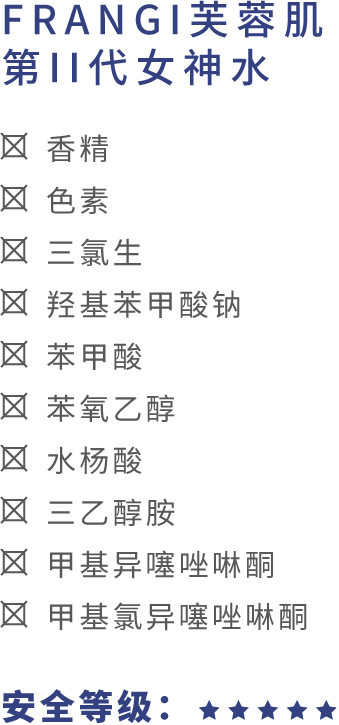 FRANGI芙蓉肌
第II代女神水
香精
色素
三氯生
羟基苯甲酸钠
苯甲酸
苯氧乙醇
水杨酸
三乙醇胺
甲基异噻唑啉酮
甲基氯异噻唑啉酮
安全等级：★★★★★